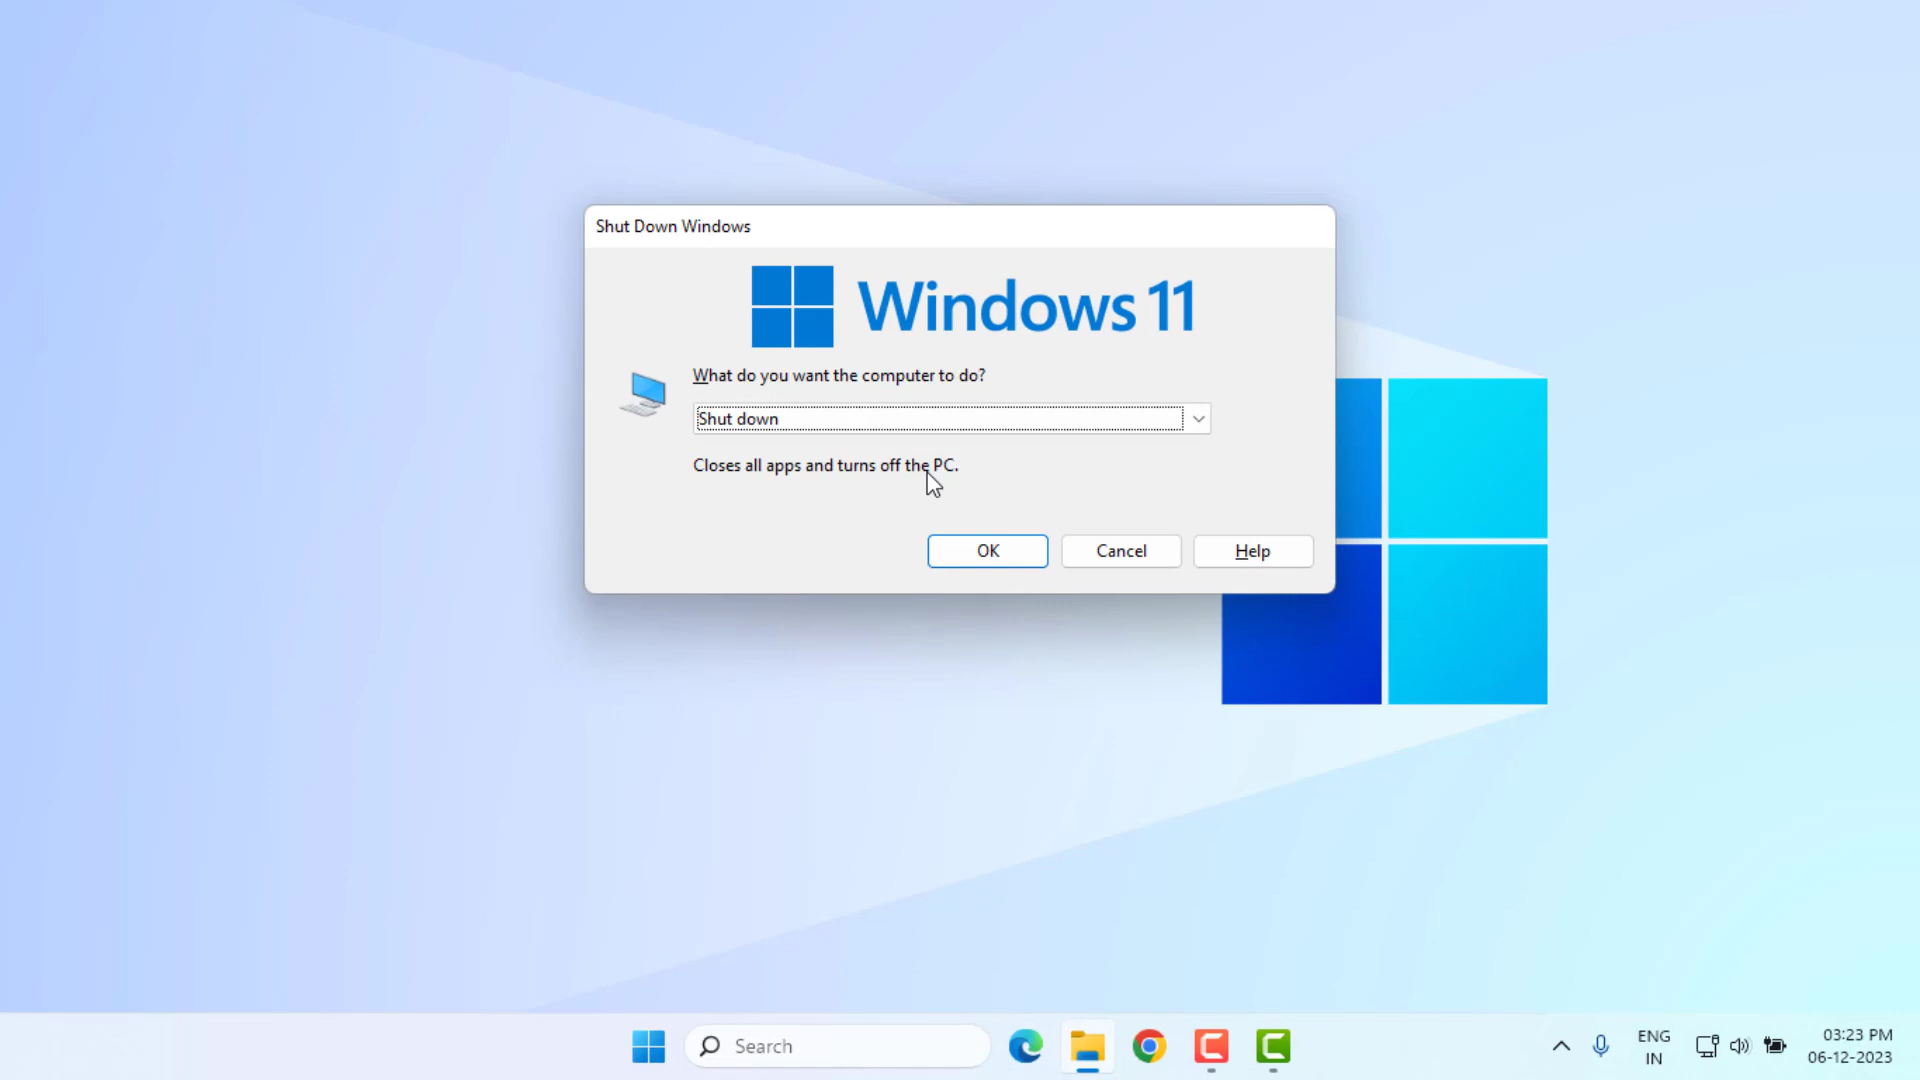 Shut Down Windows
Windows 11
What do you want the computer to do?
Shut down
Closes all apps and turns off the PC.
OK Cancel Help
Search
ENG
IN
03:23 PM
06-12-2023